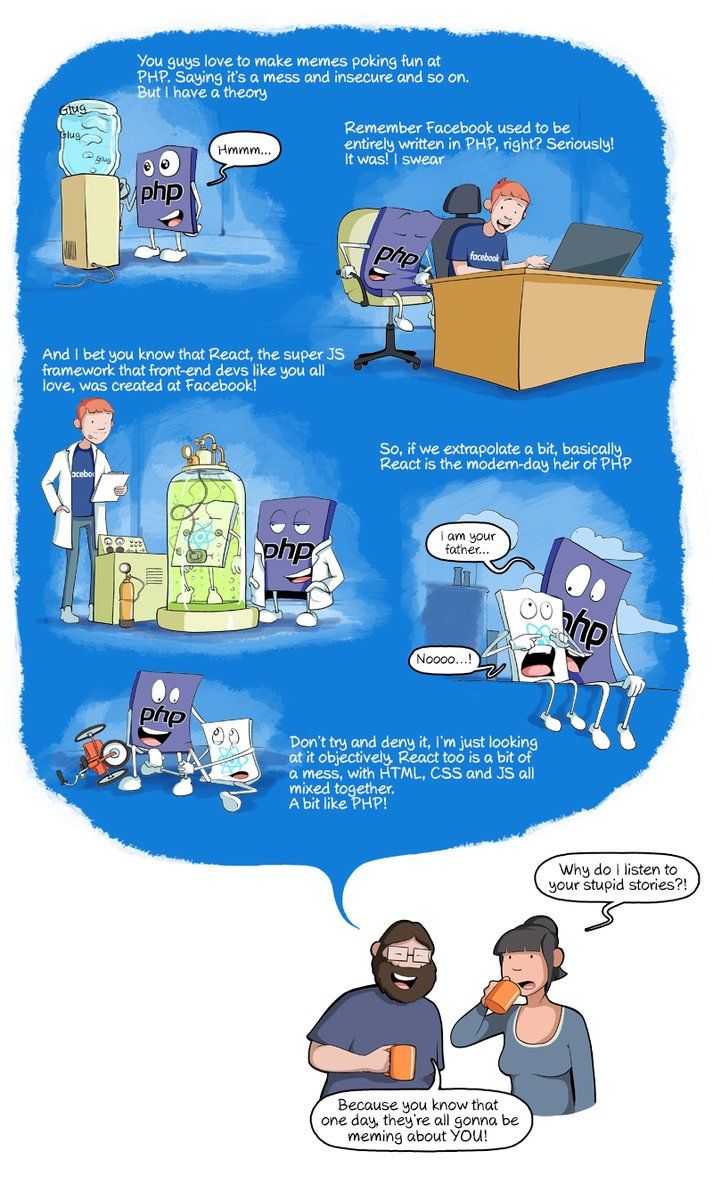 You guys love to make memes poking fun at
PHP. Saying it's a mess and insecure and so on.
But I have a theory
Glug
Glug
Glug
Hmmm...
php
Remember Facebook used to be
entirely written in PHP, right? Seriously!
It was! I swear
php
facebook
And I bet you know that React, the super JS
framework that front-end devs like you all
love, was created at Facebook!
acebook
php
So, if we extrapolate a bit, basically
React is the modern-day heir of PHP
I am your
father...
php
Noooo...!
php
Don't try and deny it, I'm just looking
at it objectively. React too is a bit of
a mess, with HTML, CSS and JS all
mixed together.
A bit like PHP!
Why do I listen to
your stupid stories?!
Because you know that
one day, they're all gonna be
meming about YOU!